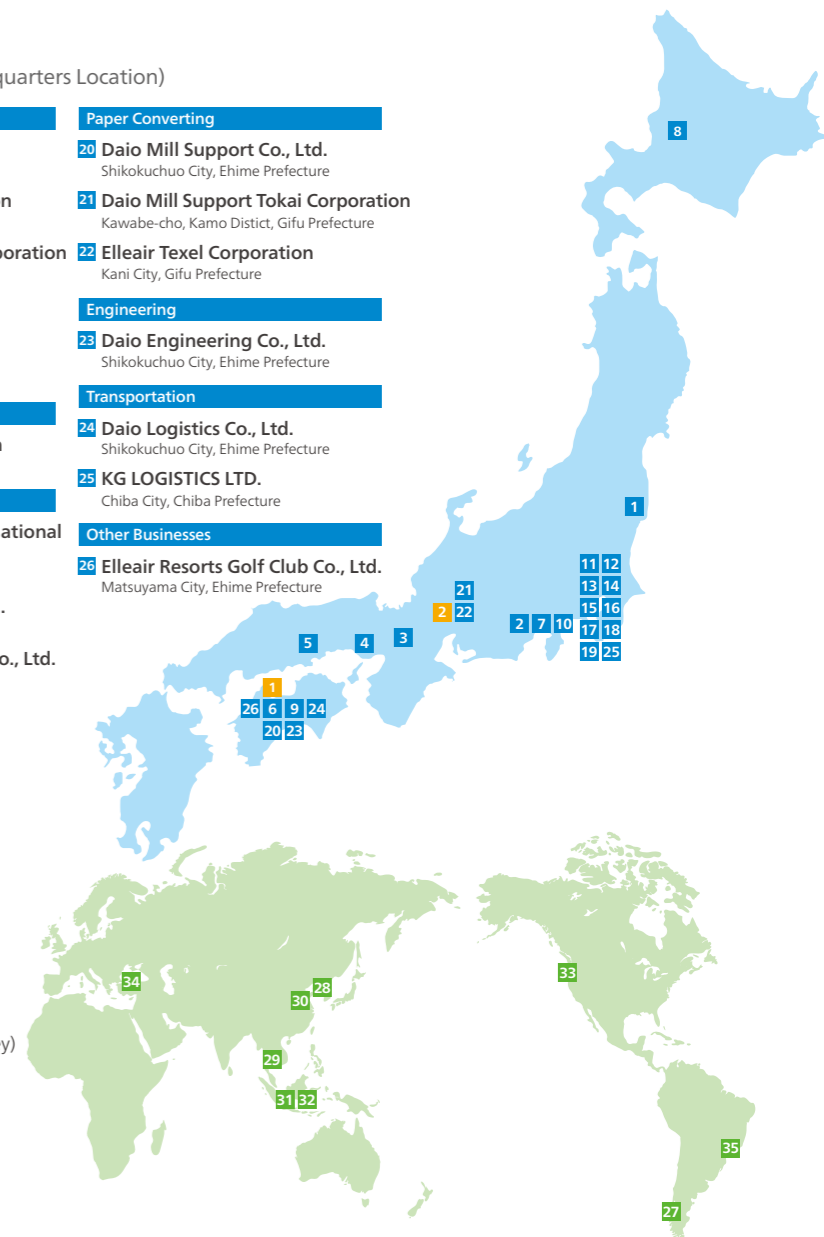 quarters Location)
Paper Converting
20 Daio Mill Support Co., Ltd.
Shikokuchuo City, Ehime Prefecture
21 Daio Mill Support Tokai Corporation
Kawabe-cho, Kamo Distict, Gifu Prefecture
22 Elleair Texel Corporation
Kani City, Gifu Prefecture
Engineering
23 Daio Engineering Co., Ltd.
Shikokuchuo City, Ehime Prefecture
Transportation
24 Daio Logistics Co., Ltd.
Shikokuchuo City, Ehime Prefecture
25 KG LOGISTICS LTD.
Chiba City, Chiba Prefecture
Other Businesses
26 Elleair Resorts Golf Club Co., Ltd.
Matsuyama City, Ehime Prefecture
n
poration
ational
.
o., Ltd.
y)
8
1
11 12
13 14
15 16
17 18
19 25
21
2 22
2 7 10
3
4
5
1
26 6 9 24
20 23
34
28
30
29
31 32
33
35
27